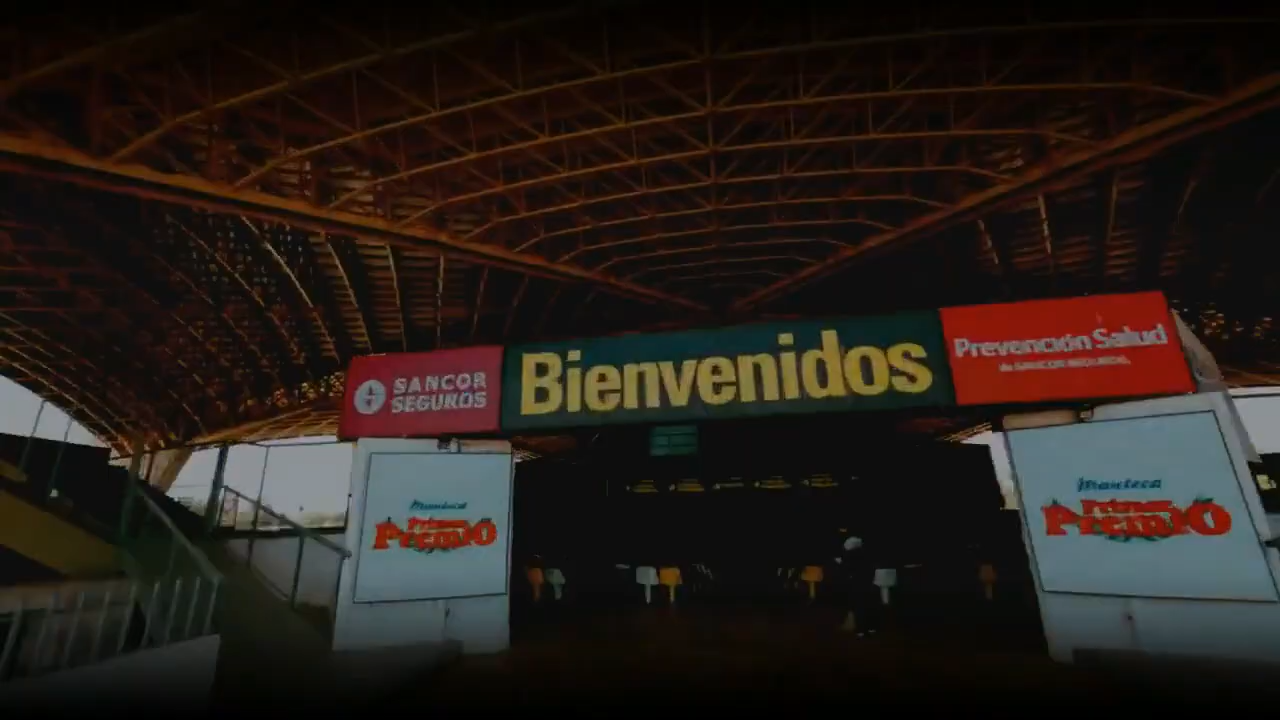 SANCOR
SEGUROS
Bienvenidos
Prevención Salud
Manteca
Primer
Premio
Manteca
Primer
Premio